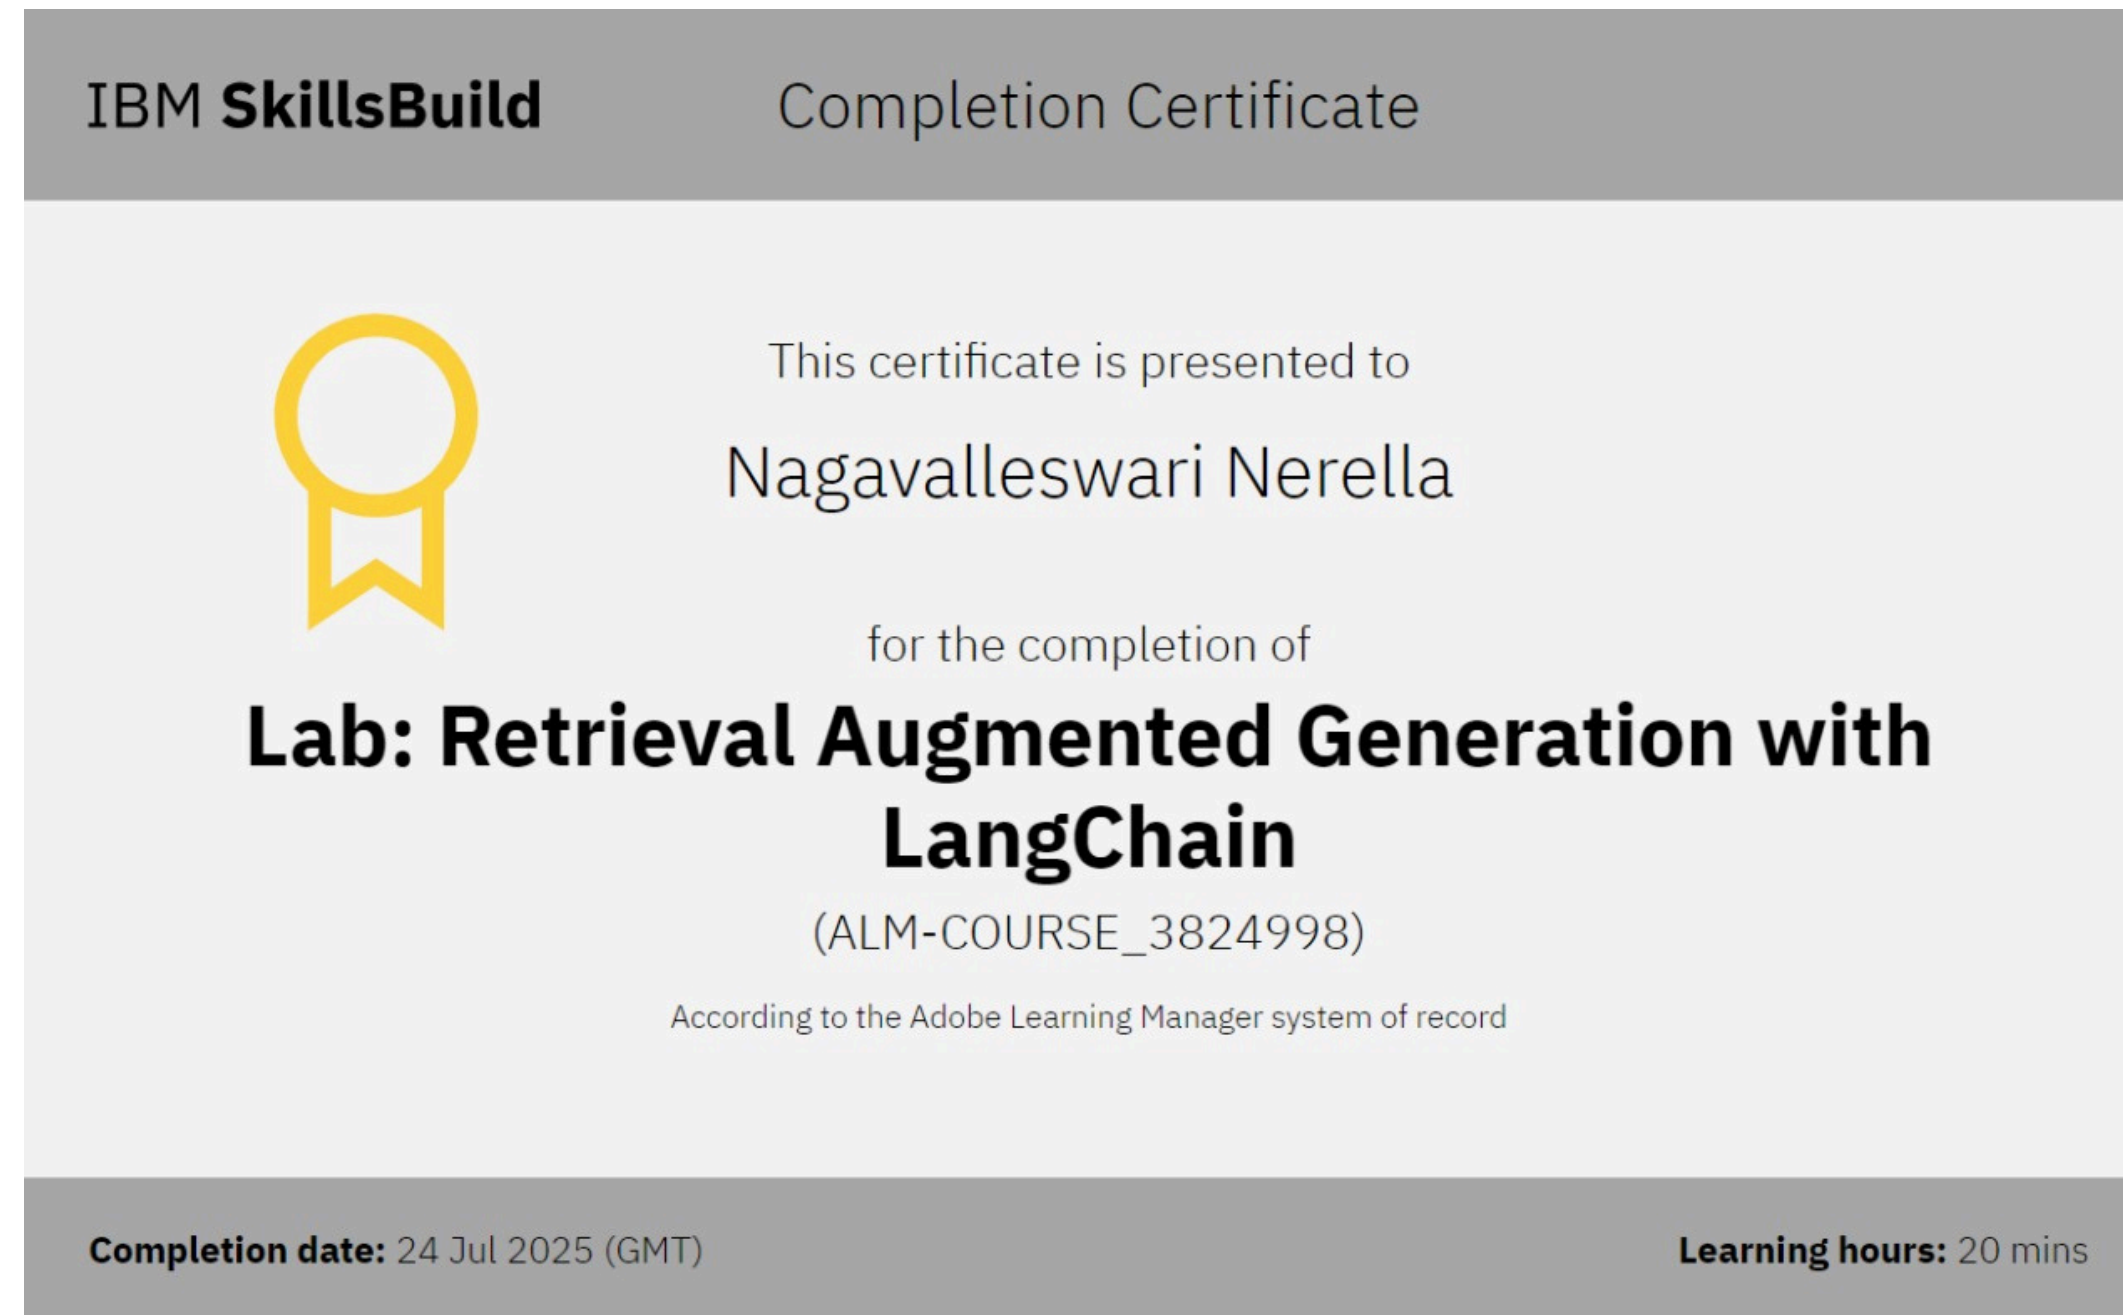 IBM SkillsBuild
Completion Certificate
This certificate is presented to
Nagavalleswari Nerella
for the completion of
Lab: Retrieval Augmented Generation with
LangChain
(ALM-COURSE_3824998)
According to the Adobe Learning Manager system of record
Completion date: 24 Jul 2025 (GMT)
Learning hours: 20 mins